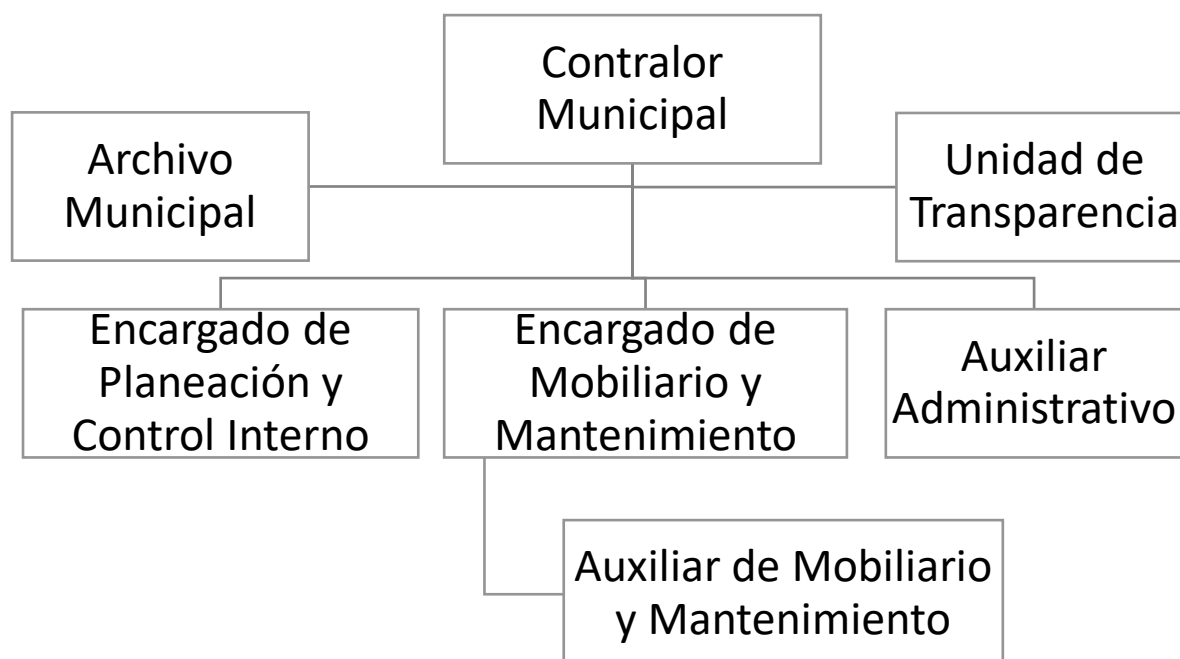 Contralor
Municipal
Archivo
Municipal
Unidad de
Transparencia
Encargado de
Planeación y
Control Interno
Encargado de
Mobiliario y
Mantenimiento
Auxiliar
Administrativo
Auxiliar de Mobiliario
y Mantenimiento